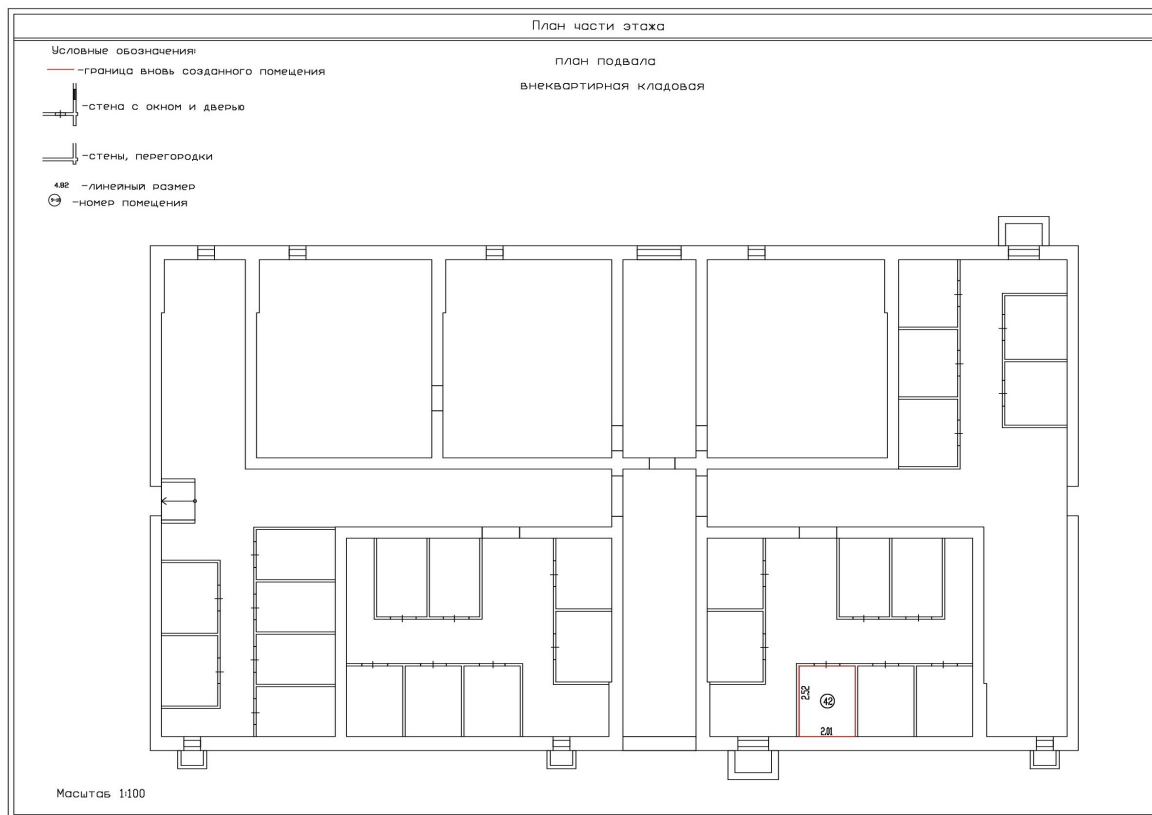 План части этажа
Условные обозначения:
план подвала
-граница вновь созданного помещения
внеквартирная кладовая
-стена с окном и дверью
-стены, перегородки
4.82 -линейный размер
-номер помещения
2.52
42
2.01
Масштаб 1:100